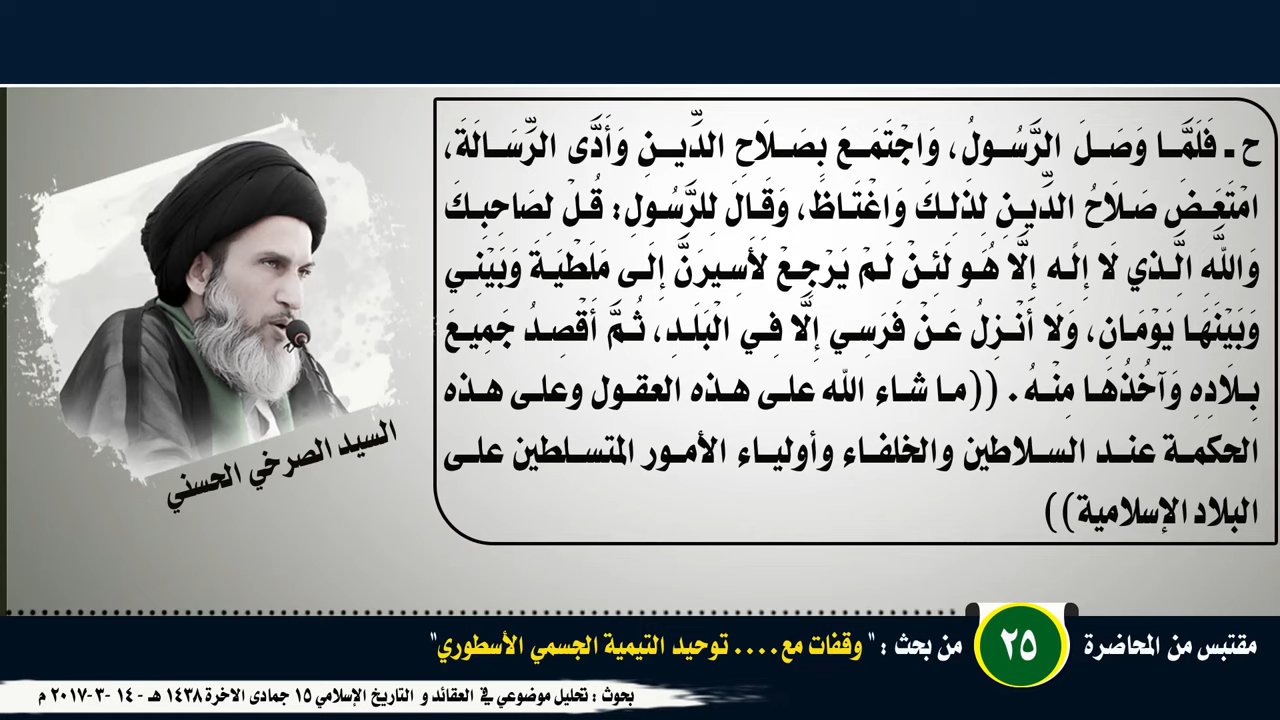 ح ـ فَلَمَّا وَصَلَ الرَّسُولُ، وَاجْتَمَعَ بِصَلَاحِ الدِّينِ وَأَدَّى الرِّسَالَةَ،
امْتَعَضَ صَلَاحُ الدِّينِ لِذَلِكَ وَاغْتَاظَ، وَقَالَ لِلرَّسُولِ: قُلْ لِصَاحِبِكَ
وَاللَّهِ الَّذِي لَا إِلَهَ إِلَّا هُوَ لَئِنْ لَمْ يَرْجِعْ لَأَسِيرَنَّ إِلَى مَلَطْيَةَ وَبَيْنِي
وَبَيْنَهَا يَوْمَانِ، وَلَا أَنْزِلُ عَنْ فَرَسِي إِلَّا فِي الْبَلَدِ، ثُمَّ أَقْصِدُ جَمِيعَ
بِلَادِهِ وَآخُذُهَا مِنْهُ. ((ما شاء الله على هذه العقول وعلى هذه
الحكمة عند السلاطين والخلفاء وأولياء الأمور المتسلطين على
البلاد الإسلامية))
السيد الصرخي الحسني
مقتبس من المحاضرة ٢٥ من بحث : " وقفات مع.... توحيد التيمية الجسمي الأسطوري"
بحوث : تحليل موضوعي في العقائد و التاريخ الإسلامي ١٥ جمادى الاخرة ١٤٣٨ هـ - ١٤ -٣-٢٠١٧ م